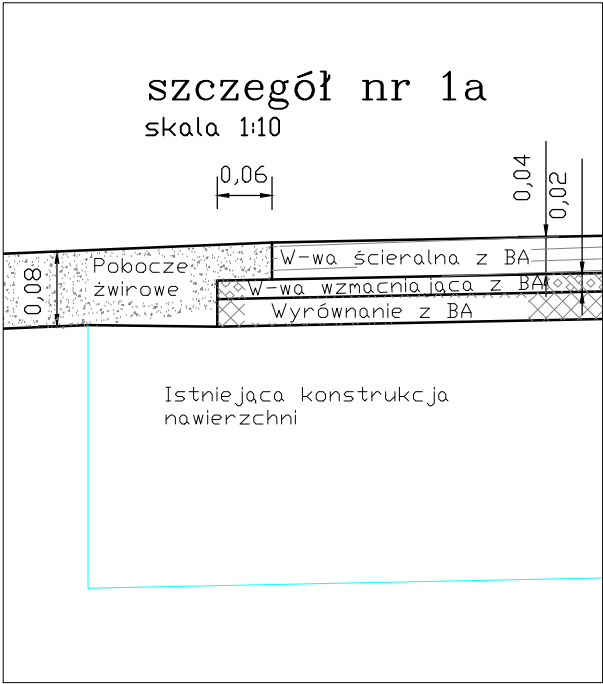 szczegół nr 1a
skala 1:10
0,06
0,04
0,02
0,08
Pobocze
żwirowe
W-wa ścieralna z BA
W-wa wzmacniająca z BA
Wyrównanie z BA
Istniejąca konstrukcja
nawierzchni